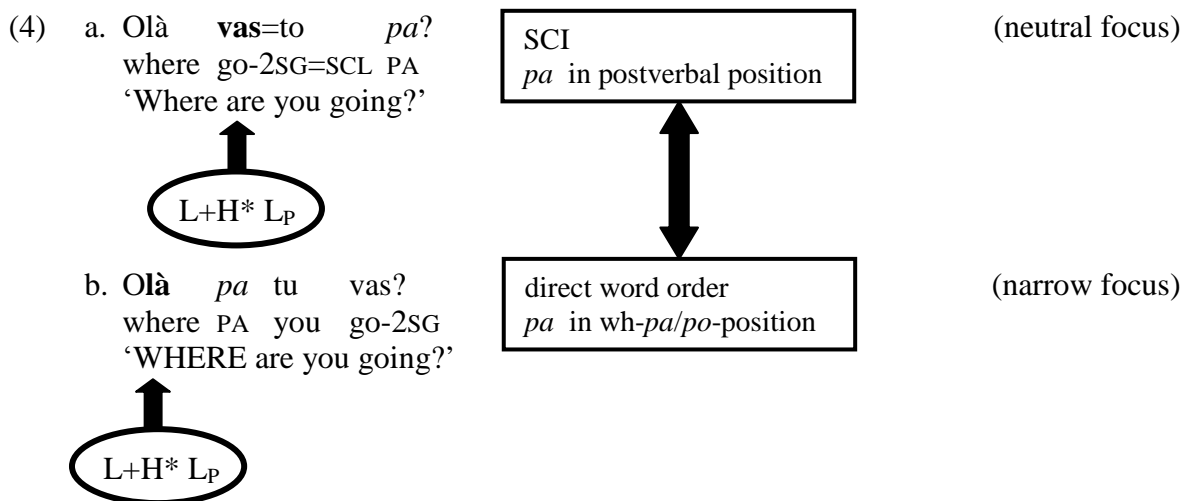 (4) a. Olà vas=to pa? SCI (neutral focus)
where go-2SG=SCL PA pa in postverbal position
‘Where are you going?’
L+H* LP
b. Olà pa tu vas? direct word order (narrow focus)
where PA you go-2SG pa in wh-pa/po-position
‘WHERE are you going?’
L+H* LP